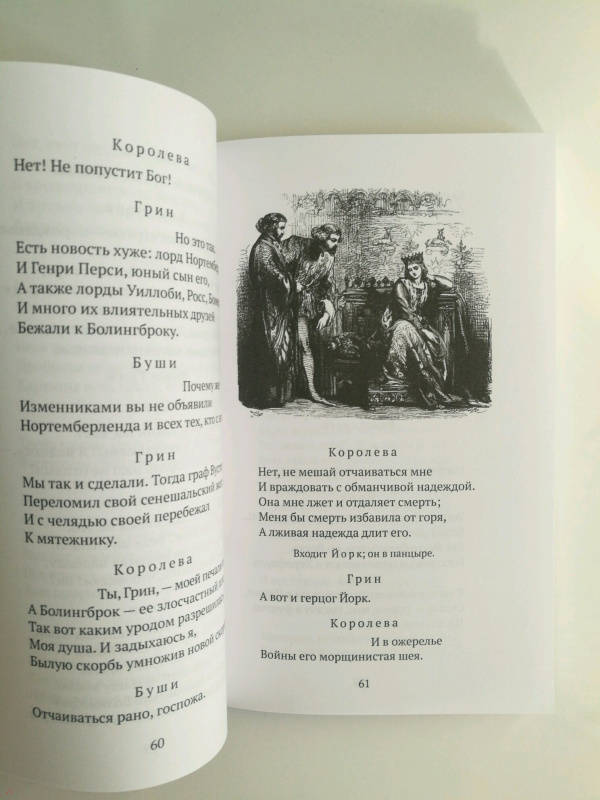 Королева
Нет! Не попустит Бог!
Грин
Но это так.
Есть новость хуже: лорд
И Генри Перси, юный сын его,
А также лорды Уиллоби, Росс,
И много их влиятельных друзей
Бежали к Болингброку.
Буши
Почему же
Изменниками вы не объявили
Нортемберленда и всех тех, кто с
Грин
Мы так и сделали. Тогда граф
Переломил свой сенешальский
И с челядью своей перебежал
К мятежнику.
Королева
Ты, Грин, — моей печали
А Болингброк — ее злосчастный
Так вот каким уродом разрешилась
Моя душа. И задыхаюсь я,
Былую скорбь умножив новой
Буши
Отчаиваться рано, госпожа.
60
Королева
Нет, не мешай отчаиваться мне
И враждовать с обманчивой надеждой.
Она мне лжет и отдаляет смерть;
Меня бы смерть избавила от горя,
А лживая надежда длит его.
Входит Йорк; он в панцыре.
Грин
А вот и герцог Йорк.
Королева
И в ожерелье
Войны его морщинистая шея.
61